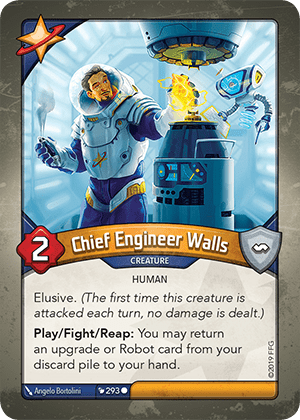 2
Chief Engineer Walls
CREATURE
HUMAN
Elusive. (The first time this creature is
attacked each turn, no damage is dealt.)
Play/Fight/Reap: You may return
an upgrade or Robot card from your
discard pile to your hand.
Angelo Bortolini
293
©2019 FFG